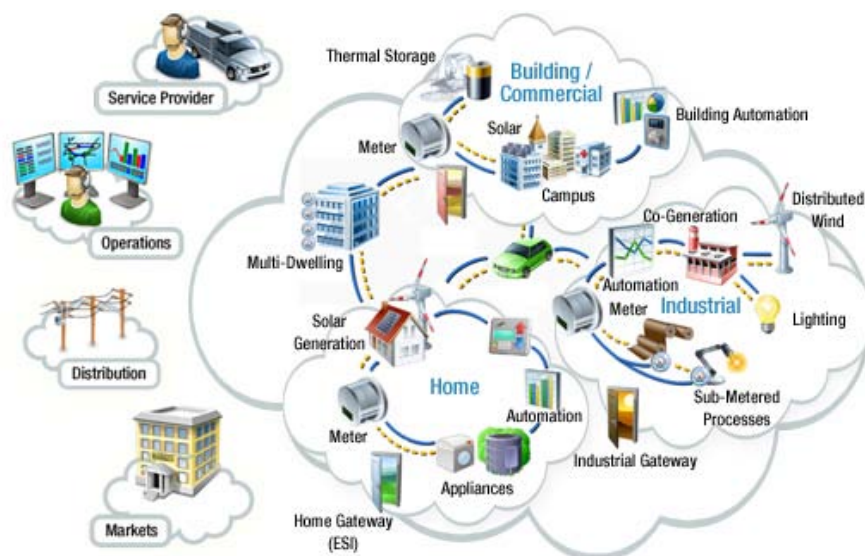 Service Provider
Operations
Distribution
Markets
Thermal Storage
Building /
Commercial
Building Automation
Meter
Solar
Campus
Multi-Dwelling
Co-Generation
Distributed
Wind
Automation
Industrial
Meter
Lighting
Sub-Metered
Processes
Industrial Gateway
Solar
Generation
Home
Automation
Meter
Appliances
Home Gateway
(ESI)